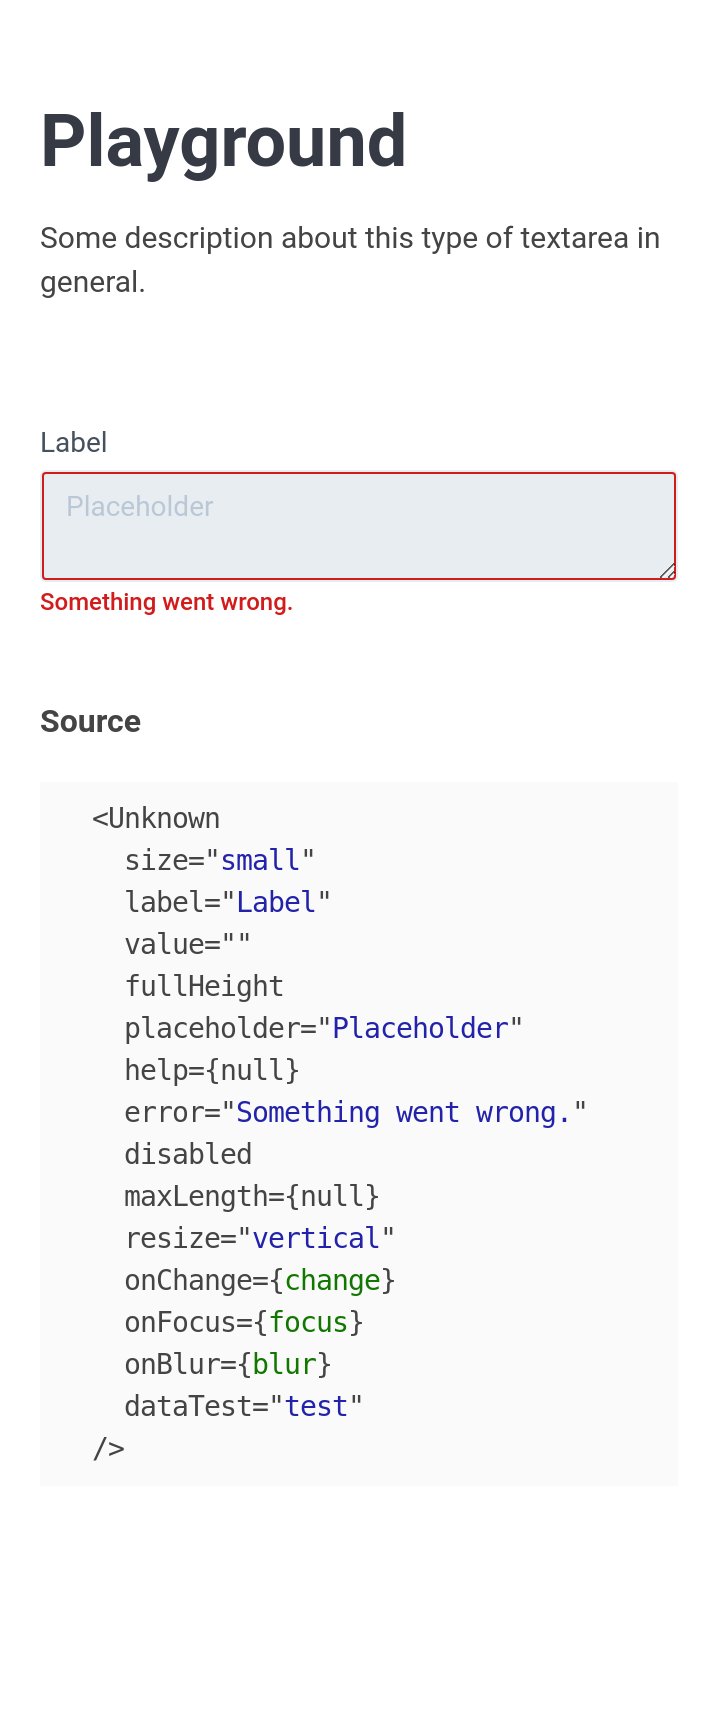 Playground
Some description about this type of textarea in
general.
Label
Placeholder
Something went wrong.
Source
<Unknown
  size="small"
  label="Label"
  value=""
  fullHeight
  placeholder="Placeholder"
  help={null}
  error="Something went wrong."
  disabled
  maxLength={null}
  resize="vertical"
  onChange={change}
  onFocus={focus}
  onBlur={blur}
  dataTest="test"
/>